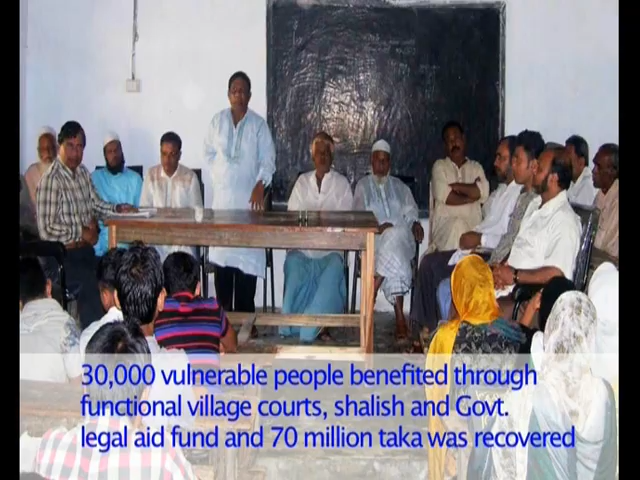 30,000 vulnerable people benefited through
functional village courts, shalish and Govt.
legal aid fund and 70 million taka was recovered